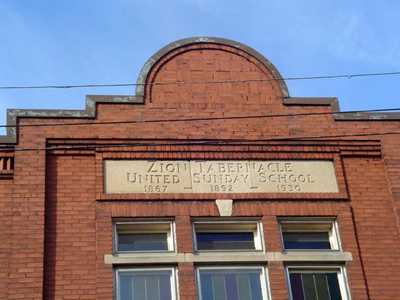 Zion Tabernacle
United Sunday School
1867 — 1892 — 1930